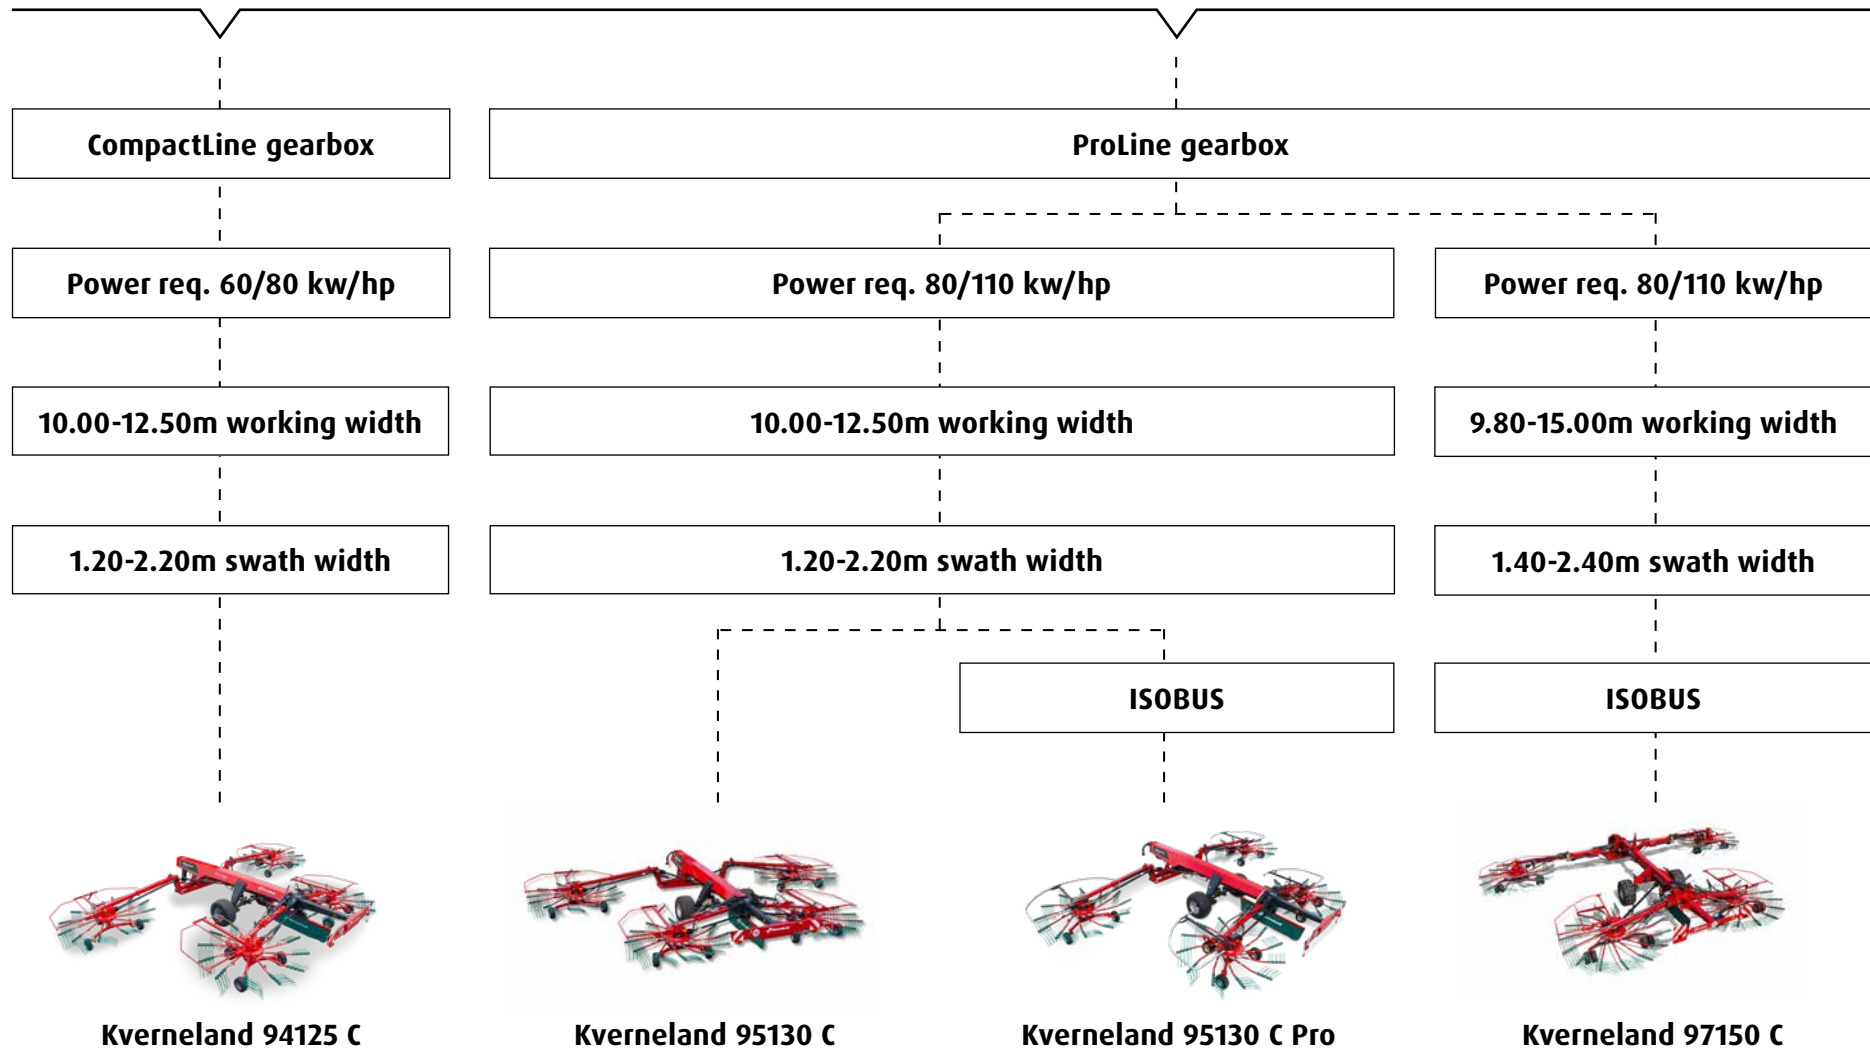 CompactLine gearbox
ProLine gearbox
Power req. 60/80 kw/hp
Power req. 80/110 kw/hp
Power req. 80/110 kw/hp
10.00-12.50m working width
10.00-12.50m working width
9.80-15.00m working width
1.20-2.20m swath width
1.20-2.20m swath width
1.40-2.40m swath width
ISOBUS
ISOBUS
Kverneland 94125 C
Kverneland 95130 C
Kverneland 95130 C Pro
Kverneland 97150 C